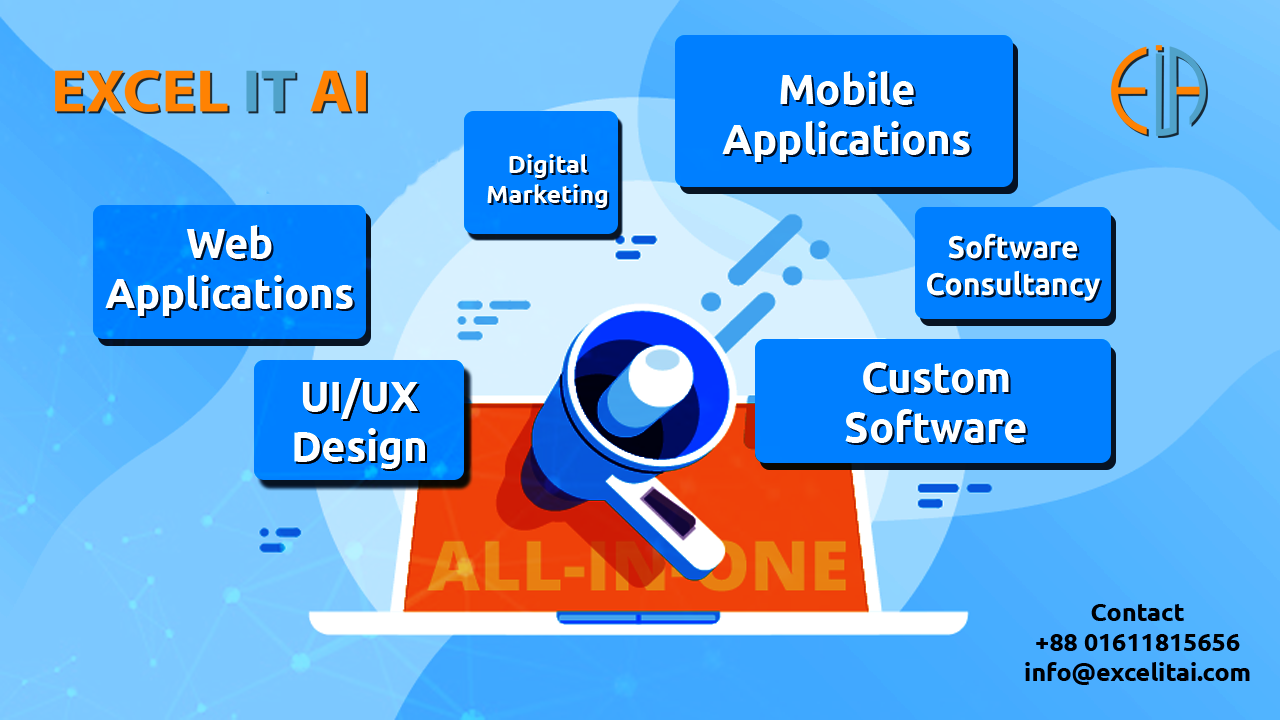 EXCEL IT AI
EiA
Mobile
Applications
Digital
Marketing
Web
Applications
Software
Consultancy
UI/UX
Design
Custom
Software
ALL-IN-ONE
Contact
+88 01611815656
info@excelitai.com